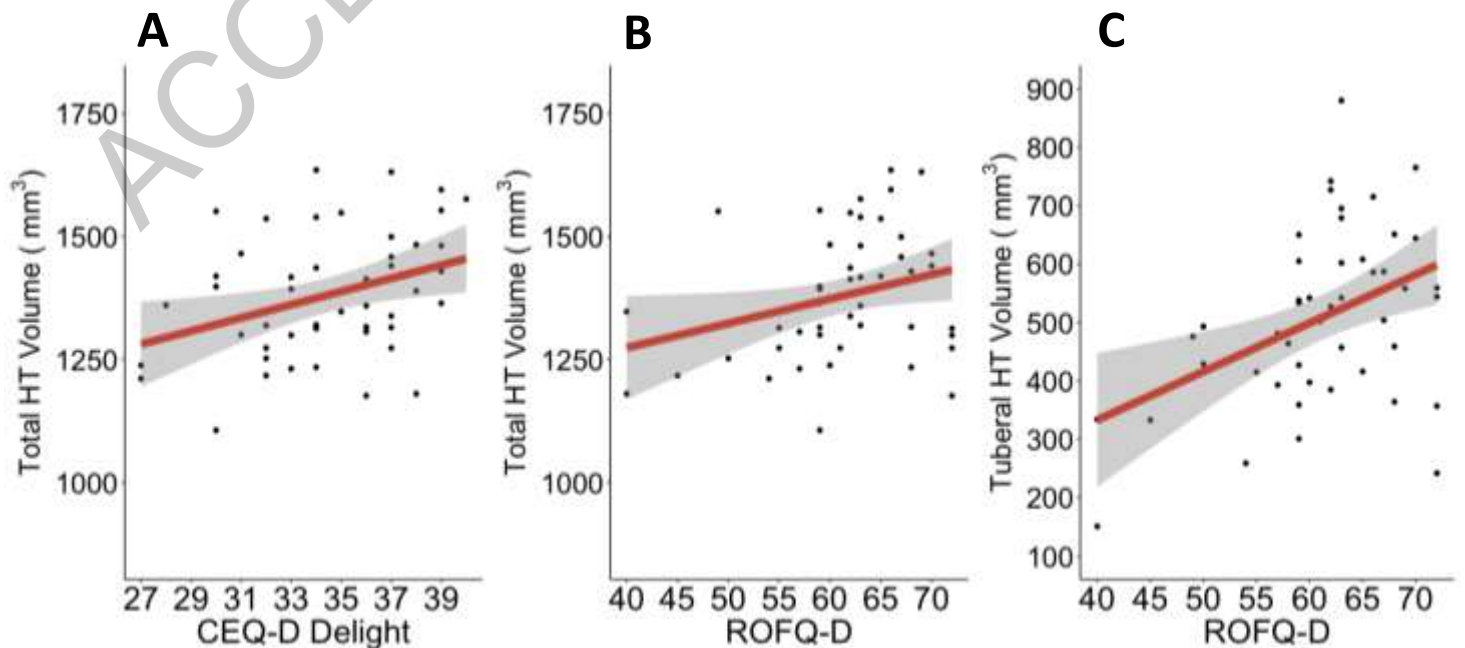 A
B
C
ACCE
1750
1500
1250
1000
Total HT Volume ( mm³)
27 29 31 33 35 37 39
CEQ-D Delight
1750
1500
1250
1000
Total HT Volume ( mm³)
40 45 50 55 60 65 70
ROFQ-D
900
800
700
600
500
400
300
200
100
Tuberal HT Volume ( mm³)
40 45 50 55 60 65 70
ROFQ-D